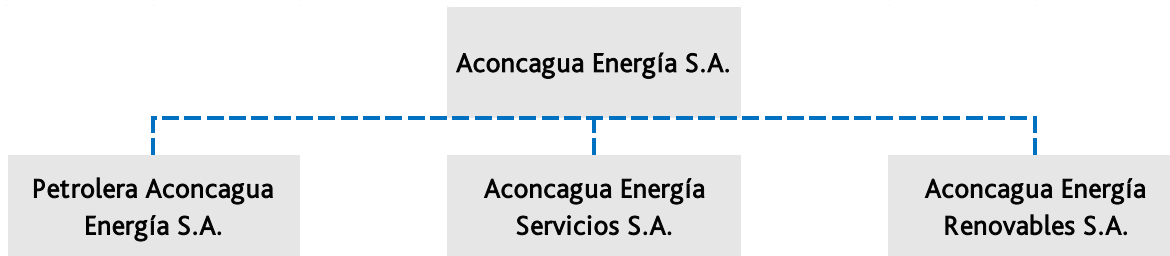 Aconcagua Energía S.A.
Petrolera Aconcagua
Energía S.A.
Aconcagua Energía
Servicios S.A.
Aconcagua Energía
Renovables S.A.